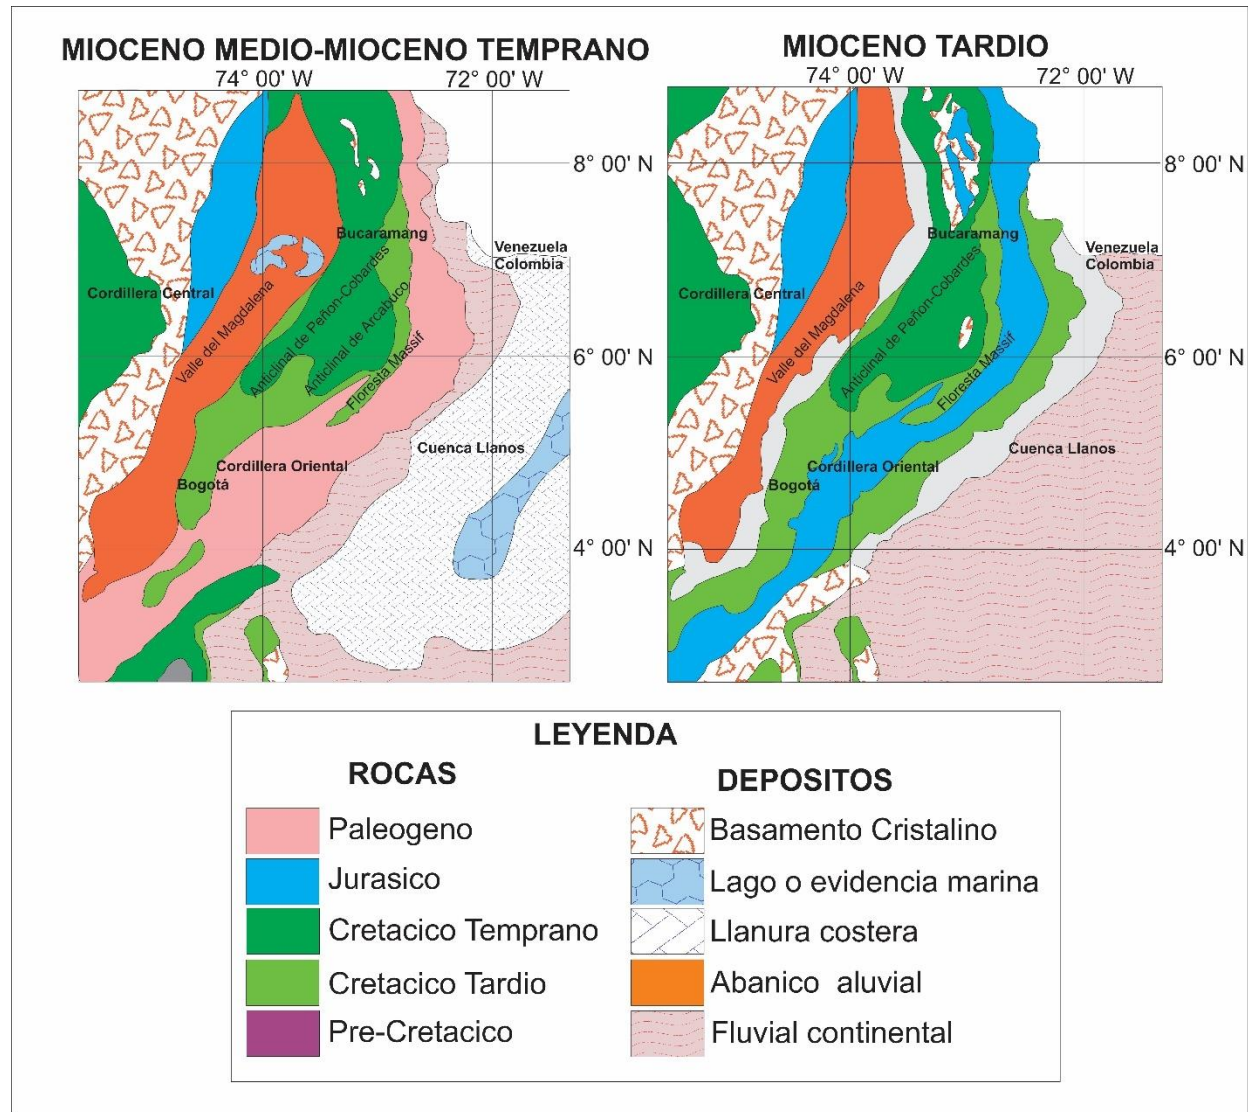 MIOCENO MEDIO-MIOCENO TEMPRANO
74° 00' W
72° 00' W
8° 00' N
Bucaramang
Venezuela
Colombia
Cordillera Central
Valle del Magdalena
Anticlinal de Peñon-Cobardes
Anticlinal de Arcabuco
6° 00' N
Floresta Massif
Cuenca Llanos
Cordillera Oriental
Bogotá
4° 00' N
MIOCENO TARDIO
74° 00' W
72° 00' W
8° 00' N
Bucaramang
Venezuela
Colombia
Cordillera Central
Valle del Magdalena
Anticlinal de Peñon-Cobardes
6° 00' N
Floresta Massif
Cuenca Llanos
Cordillera Oriental
Bogotá
4° 00' N
LEYENDA
ROCAS
Paleogeno
Jurasico
Cretacico Temprano
Cretacico Tardio
Pre-Cretacico
DEPOSITOS
Basamento Cristalino
Lago o evidencia marina
Llanura costera
Abanico aluvial
Fluvial continental